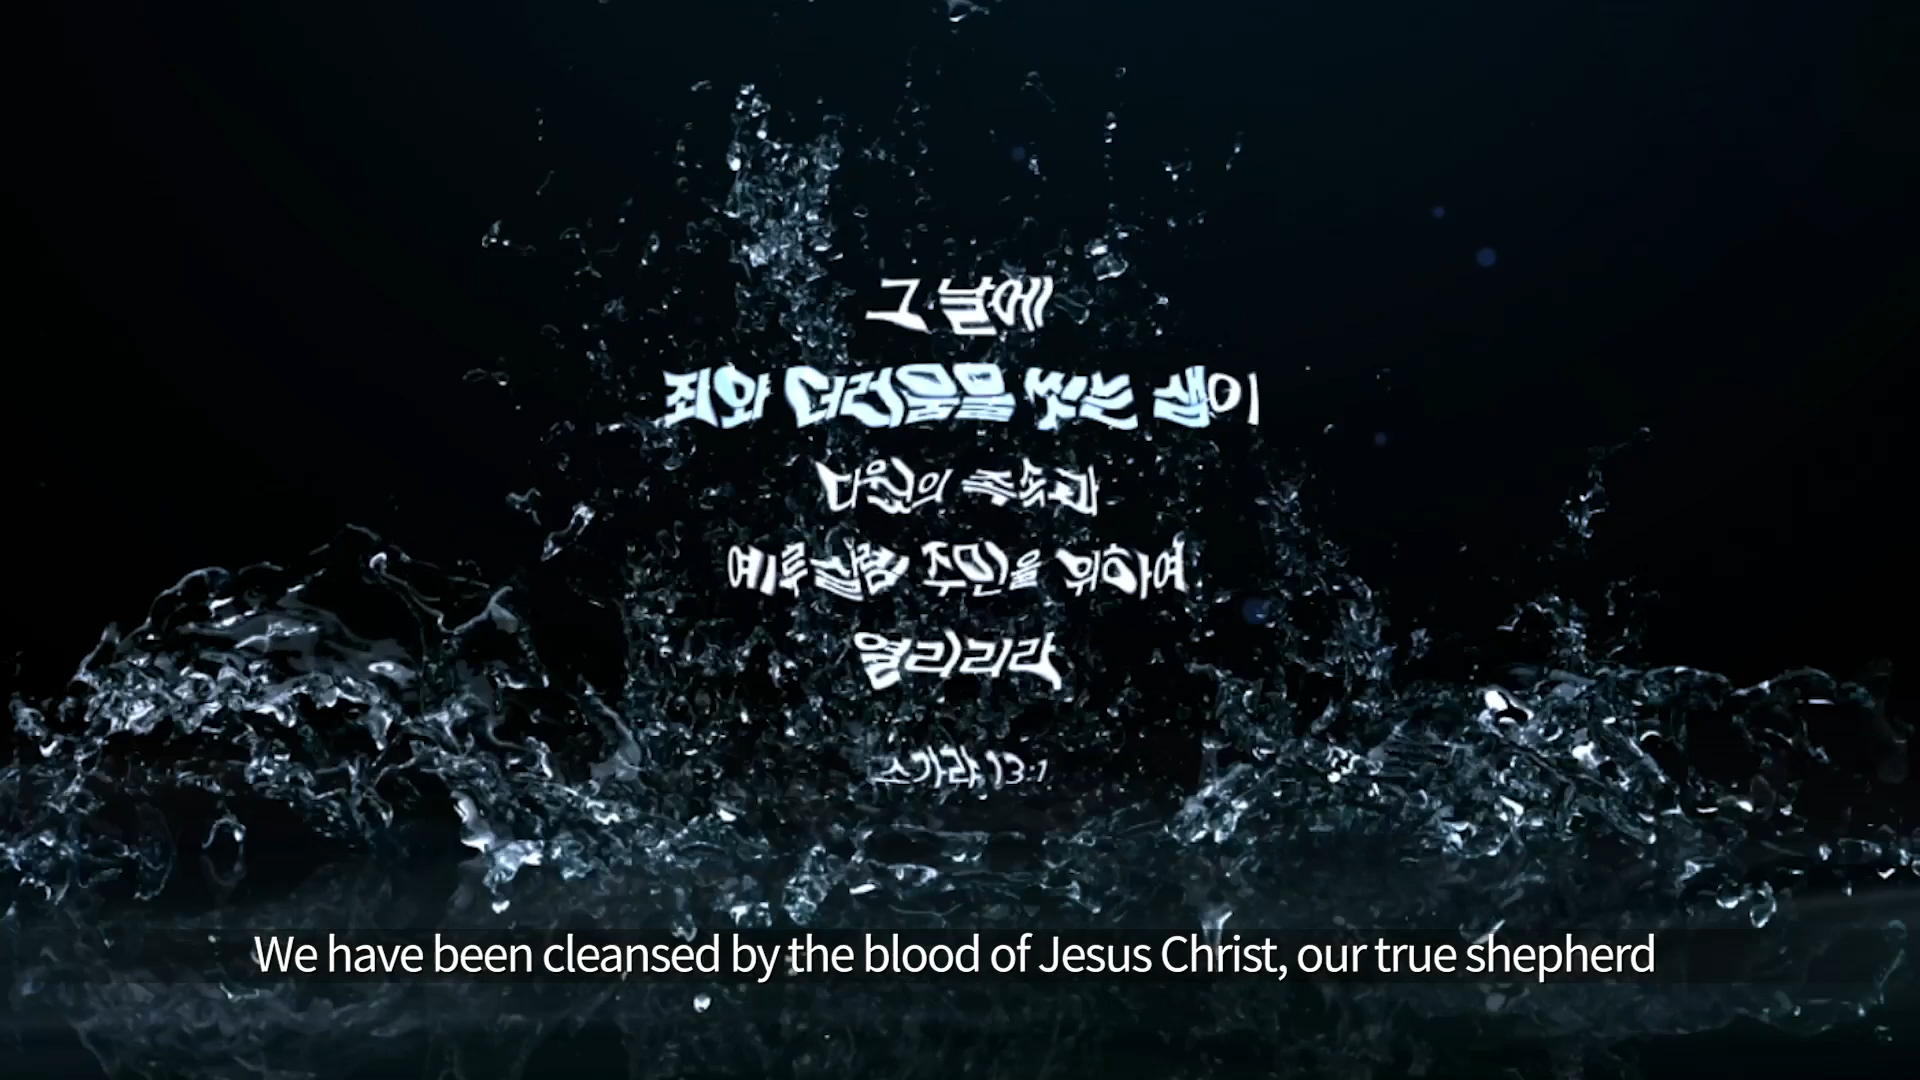 그 날에
죄와 더러움을 씻는 샘이
다윗의 족속과
예루살렘 주민을 위하여
열리리라
스가랴 13:1
We have been cleansed by the blood of Jesus Christ, our true shepherd